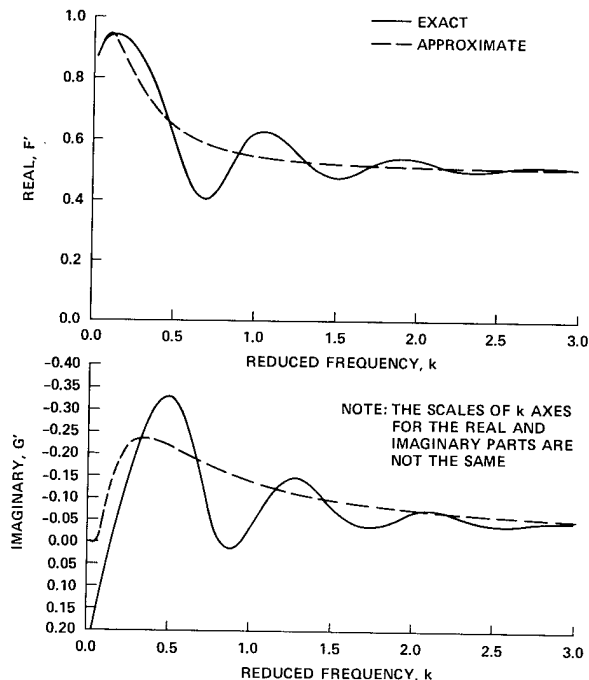 EXACT
APPROXIMATE
REAL, F'
1.0
0.8
0.6
0.4
0.2
0.0
0.0 0.5 1.0 1.5 2.0 2.5 3.0
REDUCED FREQUENCY, k
IMAGINARY, G'
-0.40
-0.35
-0.30
-0.25
-0.20
-0.15
-0.10
-0.05
0.00
0.05
0.10
0.15
0.20
NOTE: THE SCALES OF k AXES
FOR THE REAL AND
IMAGINARY PARTS ARE
NOT THE SAME
0.0 0.5 1.0 1.5 2.0 2.5 3.0
REDUCED FREQUENCY, k